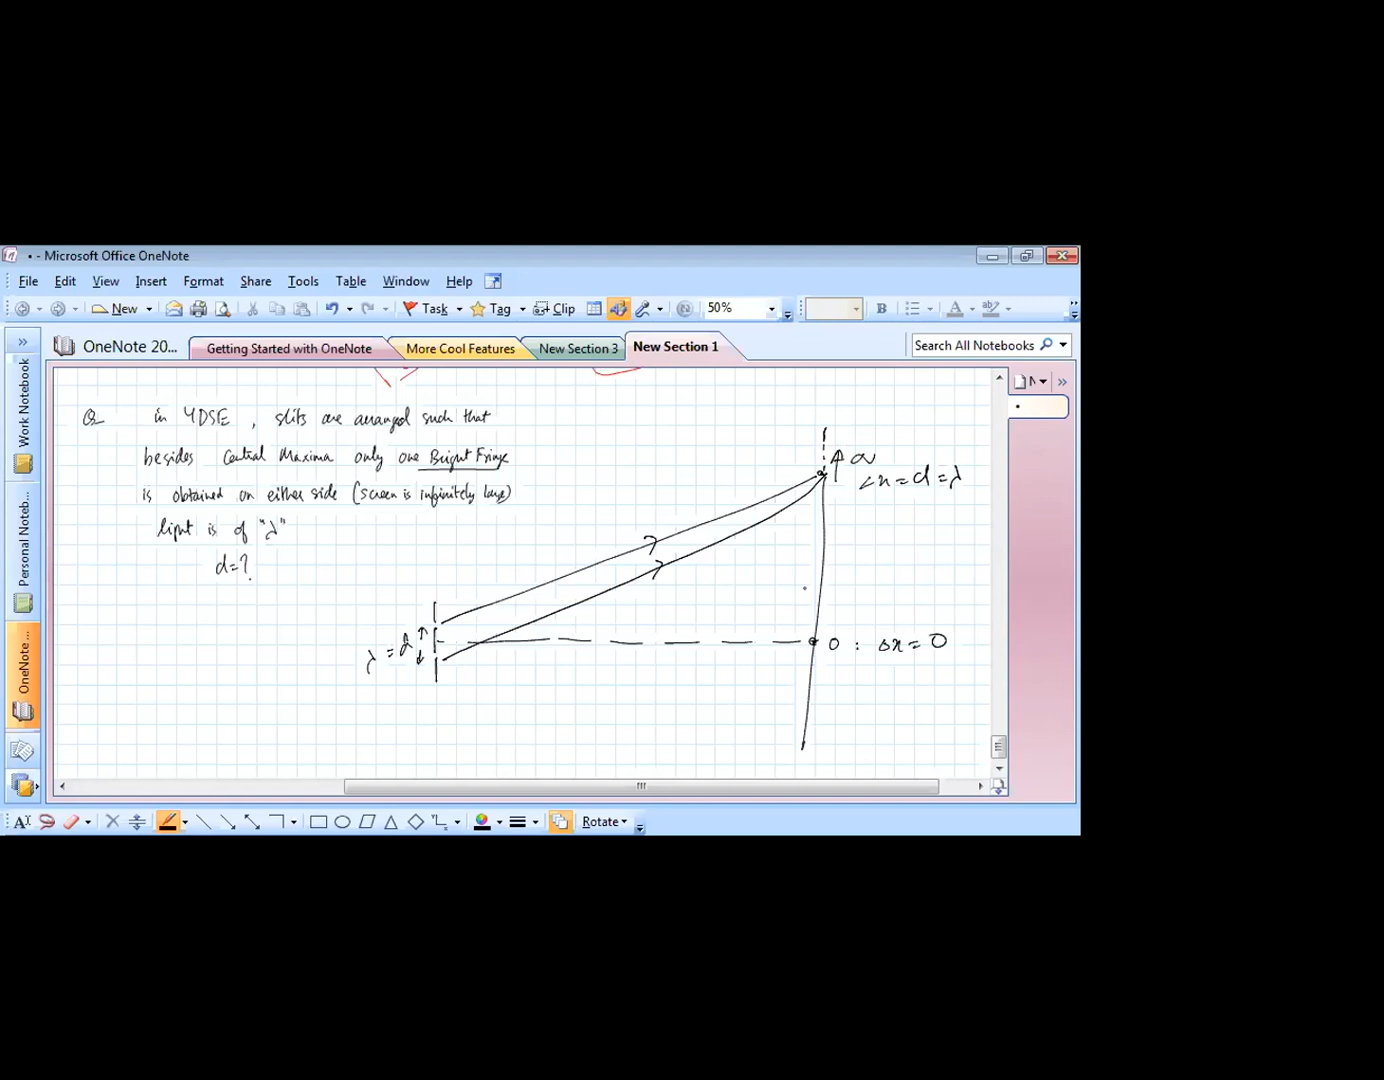 • - Microsoft Office OneNote
File Edit View Insert Format Share Tools Table Window Help
New Task Tag Clip 50% B A ab
OneNote 20... Getting Started with OneNote More Cool Features New Section 3 New Section 1 Search All Notebooks
Work Notebook
Personal Noteb...
OneNote ...
N
Q in YDSE , slits are arranged such that
besides Central Maxima only one Bright Fringe
is obtained on either side (Screen is infinitely large)
light is of "λ"
d=?
∞
Δx = d = λ
λ = d
O : Δx = 0
A Rotate